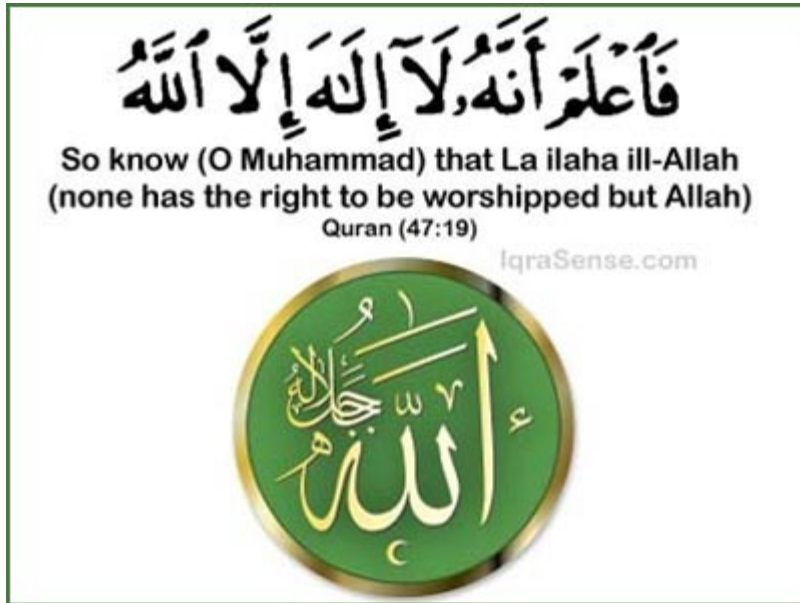 فَٱعْلَمْ أَنَّهُۥ لَآ إِلَٰهَ إِلَّا ٱللَّهُ
So know (O Muhammad) that La ilaha ill-Allah
(none has the right to be worshipped but Allah)
Quran (47:19)
IqraSense.com
الله جل جلاله